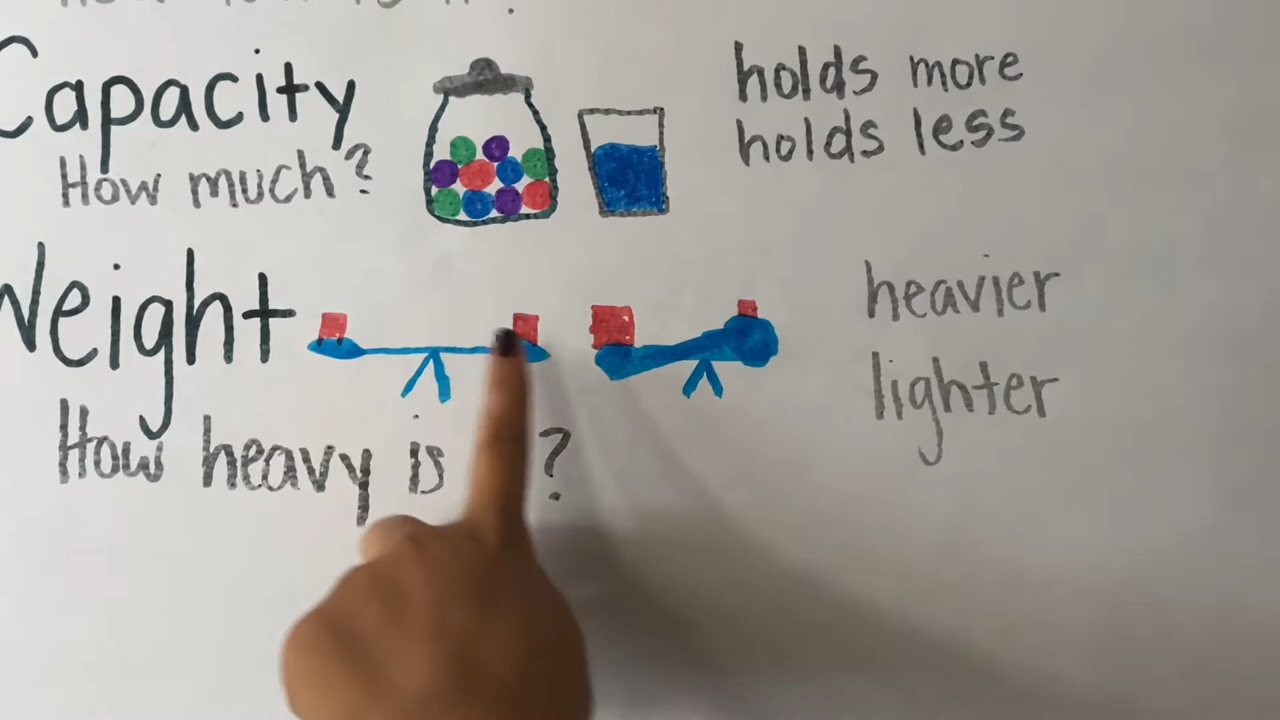 Capacity
How much?
holds more
holds less
Weight
How heavy is ?
heavier
lighter